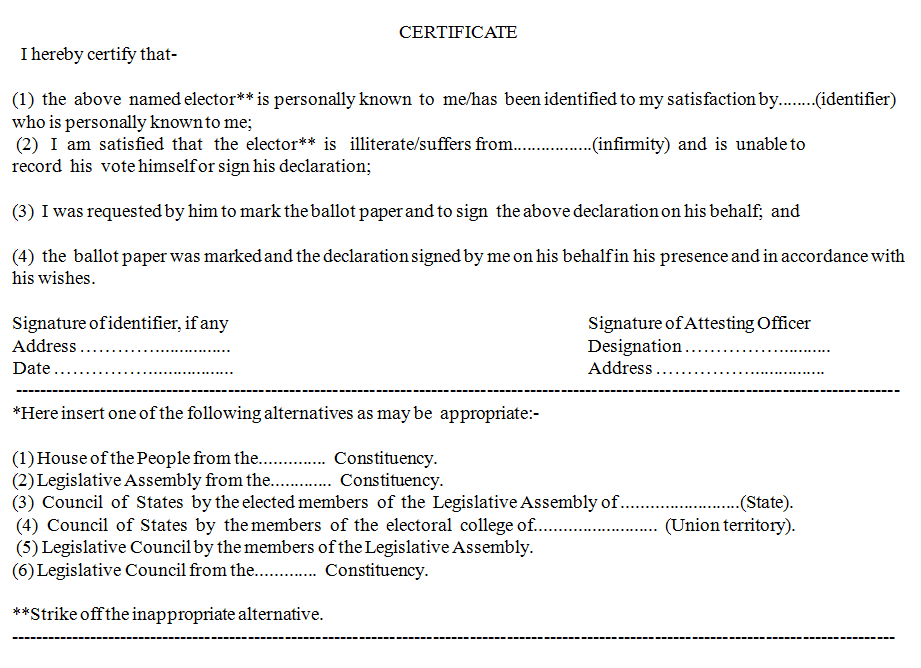 CERTIFICATE
I hereby certify that-
(1) the above named elector** is personally known to me/has been identified to my satisfaction by........(identifier)
who is personally known to me;
(2) I am satisfied that the elector** is illiterate/suffers from.................(infirmity) and is unable to
record his vote himself or sign his declaration;
(3) I was requested by him to mark the ballot paper and to sign the above declaration on his behalf; and
(4) the ballot paper was marked and the declaration signed by me on his behalf in his presence and in accordance with
his wishes.
Signature of identifier, if any Signature of Attesting Officer
Address ………….................. Designation ………………...........
Date ………………................... Address ………………..................
--------------------------------------------------------------------------------------------------------------------------------------------------
*Here insert one of the following alternatives as may be appropriate:-
(1) House of the People from the.............. Constituency.
(2) Legislative Assembly from the............. Constituency.
(3) Council of States by the elected members of the Legislative Assembly of..........................(State).
(4) Council of States by the members of the electoral college of........................... (Union territory).
(5) Legislative Council by the members of the Legislative Assembly.
(6) Legislative Council from the............. Constituency.
**Strike off the inappropriate alternative.
--------------------------------------------------------------------------------------------------------------------------------------------------